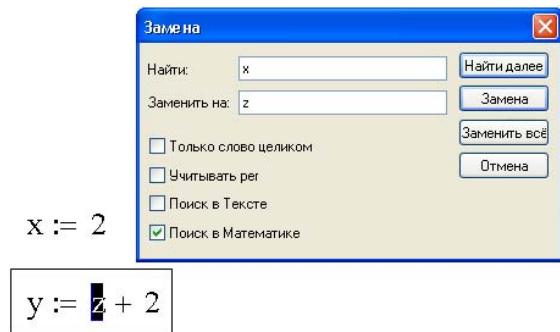 Замена
Найти: x
Найти далее
Заменить на: z
Замена
Заменить всё
Только слово целиком
Отмена
Учитывать рег
Поиск в Тексте
Поиск в Математике
x := 2
y := z + 2